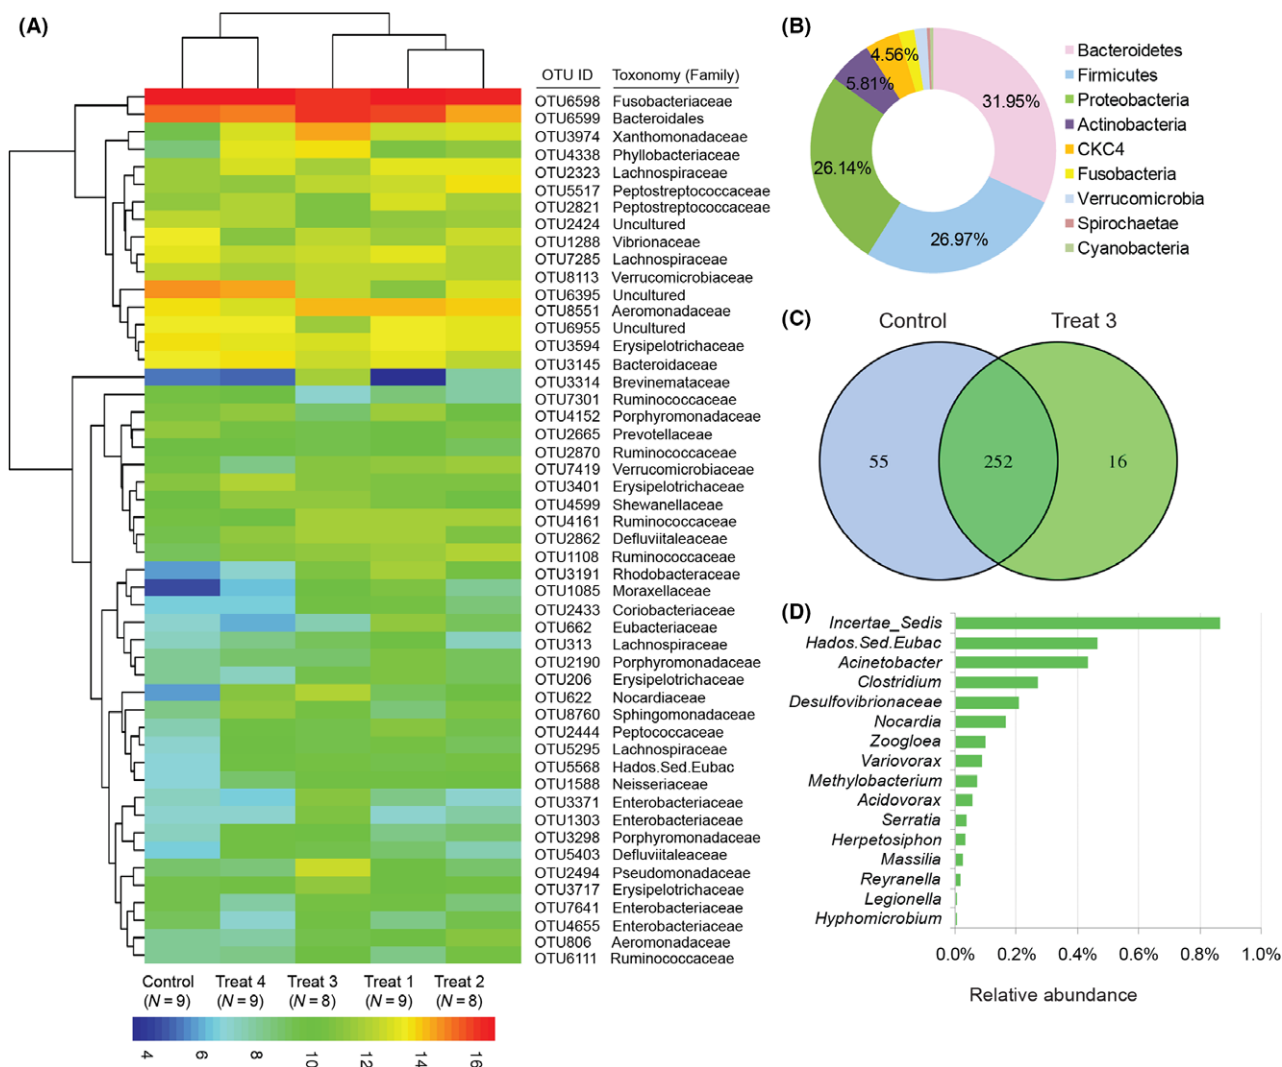 (A)
OTU ID Toxonomy (Family)
OTU6598 Fusobacteriaceae
OTU6599 Bacteroidales
OTU3974 Xanthomonadaceae
OTU4338 Phyllobacteriaceae
OTU2323 Lachnospiraceae
OTU5517 Peptostreptococcaceae
OTU2821 Peptostreptococcaceae
OTU2424 Uncultured
OTU1288 Vibrionaceae
OTU7285 Lachnospiraceae
OTU8113 Verrucomicrobiaceae
OTU6395 Uncultured
OTU8551 Aeromonadaceae
OTU6955 Uncultured
OTU3594 Erysipelotrichaceae
OTU3145 Bacteroidaceae
OTU3314 Brevinemataceae
OTU7301 Ruminococcaceae
OTU4152 Porphyromonadaceae
OTU2665 Prevotellaceae
OTU2870 Ruminococcaceae
OTU7419 Verrucomicrobiaceae
OTU3401 Erysipelotrichaceae
OTU4599 Shewanellaceae
OTU4161 Ruminococcaceae
OTU2862 Defluviitaleaceae
OTU1108 Ruminococcaceae
OTU3191 Rhodobacteraceae
OTU1085 Moraxellaceae
OTU2433 Coriobacteriaceae
OTU662 Eubacteriaceae
OTU313 Lachnospiraceae
OTU2190 Porphyromonadaceae
OTU206 Erysipelotrichaceae
OTU622 Nocardiaceae
OTU8760 Sphingomonadaceae
OTU2444 Peptococcaceae
OTU5295 Lachnospiraceae
OTU5568 Hados.Sed.Eubac
OTU1588 Neisseriaceae
OTU3371 Enterobacteriaceae
OTU1303 Enterobacteriaceae
OTU3298 Porphyromonadaceae
OTU5403 Defluviitaleaceae
OTU2494 Pseudomonadaceae
OTU3717 Erysipelotrichaceae
OTU7641 Enterobacteriaceae
OTU4655 Enterobacteriaceae
OTU806 Aeromonadaceae
OTU6111 Ruminococcaceae
Control Treat 4 Treat 3 Treat 1 Treat 2
(N = 9) (N = 9) (N = 8) (N = 9) (N = 8)
4 6 8 10 12 14 16
(B)
31.95%
26.97%
26.14%
5.81%
4.56%
Bacteroidetes
Firmicutes
Proteobacteria
Actinobacteria
CKC4
Fusobacteria
Verrucomicrobia
Spirochaetae
Cyanobacteria
(C)
Control Treat 3
55 252 16
(D)
Incertae_Sedis
Hados.Sed.Eubac
Acinetobacter
Clostridium
Desulfovibrionaceae
Nocardia
Zoogloea
Variovorax
Methylobacterium
Acidovorax
Serratia
Herpetosiphon
Massilia
Reyranella
Legionella
Hyphomicrobium
0.0% 0.2% 0.4% 0.6% 0.8% 1.0%
Relative abundance